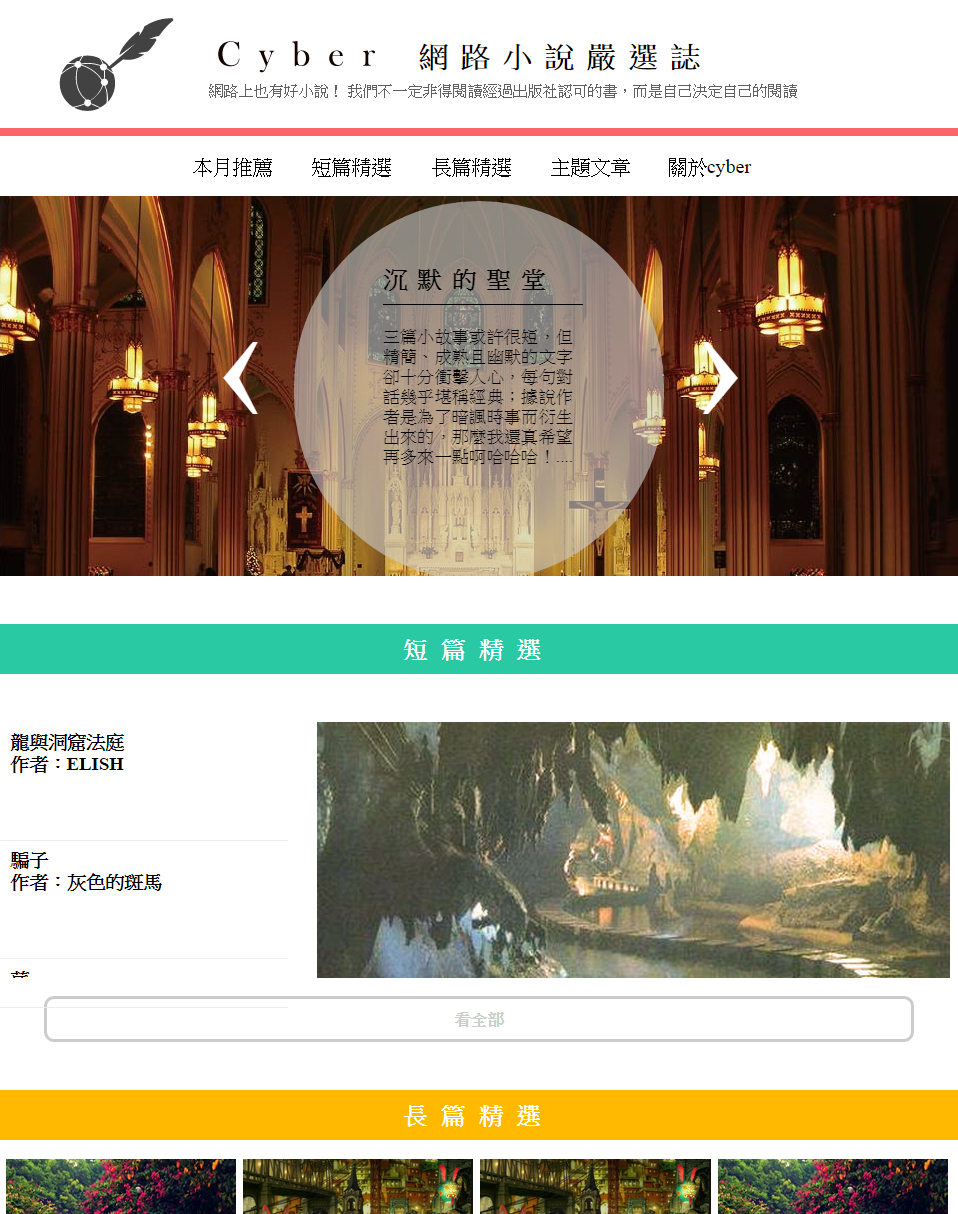 Cyber 網路小說嚴選誌
網路上也有好小說！ 我們不一定非得閱讀經過出版社認可的書，而是自己決定自己的閱讀
本月推薦 短篇精選 長篇精選 主題文章 關於cyber
沉默的聖堂
三篇小故事或許很短，但
精簡、成熟且幽默的文字
卻十分衝擊人心，每句對
話幾乎堪稱經典；據說作
者是為了暗諷時事而衍生
出來的，那麼我還真希望
再多來一點啊哈哈哈！....
短篇精選
龍與洞窟法庭
作者：ELISH
騙子
作者：灰色的斑馬
看全部
長篇精選